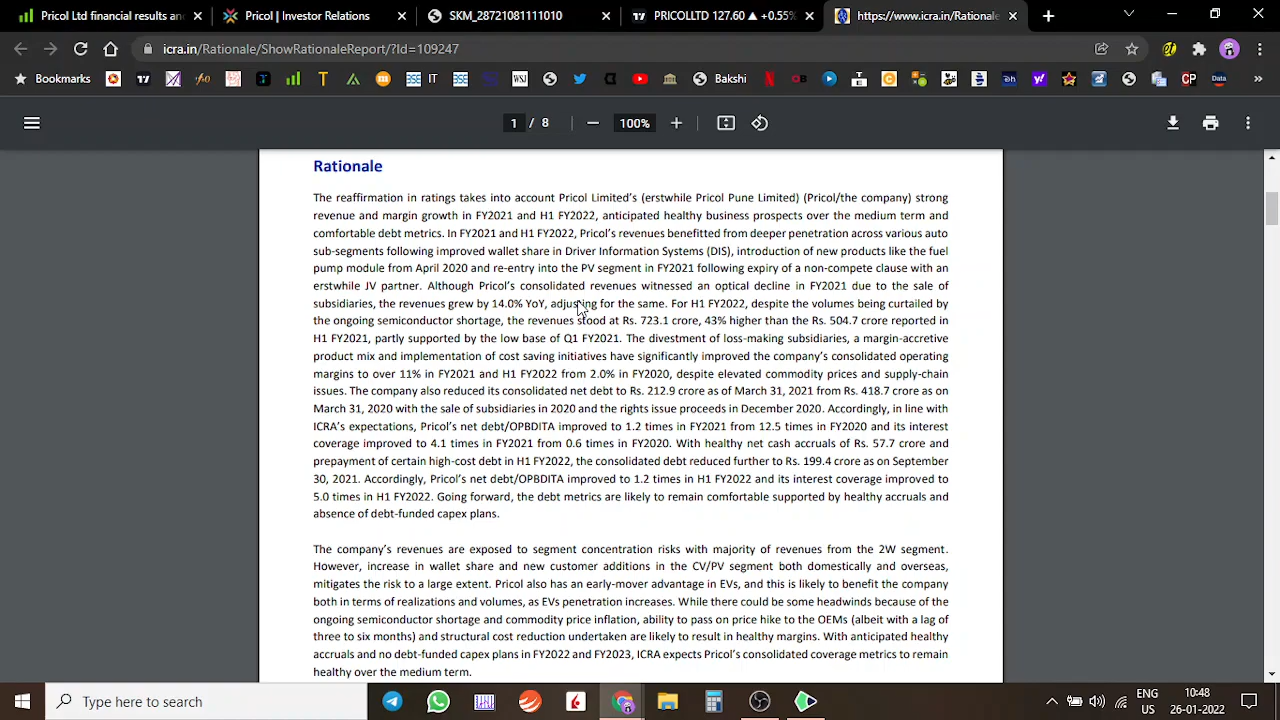 Pricol Ltd financial results and
Pricol | Investor Relations
SKM_28721081111010
PRICOLLTD 127.60 ▲ +0.55%
https://www.icra.in/Rationale
icra.in/Rationale/ShowRationaleReport/?Id=109247
Bookmarks
IT
WSJ
Bakshi
CP
Data
»
1 / 8
100%
Rationale
The reaffirmation in ratings takes into account Pricol Limited's (erstwhile Pricol Pune Limited) (Pricol/the company) strong
revenue and margin growth in FY2021 and H1 FY2022, anticipated healthy business prospects over the medium term and
comfortable debt metrics. In FY2021 and H1 FY2022, Pricol's revenues benefitted from deeper penetration across various auto
sub-segments following improved wallet share in Driver Information Systems (DIS), introduction of new products like the fuel
pump module from April 2020 and re-entry into the PV segment in FY2021 following expiry of a non-compete clause with an
erstwhile JV partner. Although Pricol's consolidated revenues witnessed an optical decline in FY2021 due to the sale of
subsidiaries, the revenues grew by 14.0% YoY, adjusting for the same. For H1 FY2022, despite the volumes being curtailed by
the ongoing semiconductor shortage, the revenues stood at Rs. 723.1 crore, 43% higher than the Rs. 504.7 crore reported in
H1 FY2021, partly supported by the low base of Q1 FY2021. The divestment of loss-making subsidiaries, a margin-accretive
product mix and implementation of cost saving initiatives have significantly improved the company's consolidated operating
margins to over 11% in FY2021 and H1 FY2022 from 2.0% in FY2020, despite elevated commodity prices and supply-chain
issues. The company also reduced its consolidated net debt to Rs. 212.9 crore as of March 31, 2021 from Rs. 418.7 crore as on
March 31, 2020 with the sale of subsidiaries in 2020 and the rights issue proceeds in December 2020. Accordingly, in line with
ICRA's expectations, Pricol's net debt/OPBDITA improved to 1.2 times in FY2021 from 12.5 times in FY2020 and its interest
coverage improved to 4.1 times in FY2021 from 0.6 times in FY2020. With healthy net cash accruals of Rs. 57.7 crore and
prepayment of certain high-cost debt in H1 FY2022, the consolidated debt reduced further to Rs. 199.4 crore as on September
30, 2021. Accordingly, Pricol's net debt/OPBDITA improved to 1.2 times in H1 FY2022 and its interest coverage improved to
5.0 times in H1 FY2022. Going forward, the debt metrics are likely to remain comfortable supported by healthy accruals and
absence of debt-funded capex plans.
The company's revenues are exposed to segment concentration risks with majority of revenues from the 2W segment.
However, increase in wallet share and new customer additions in the CV/PV segment both domestically and overseas,
mitigates the risk to a large extent. Pricol also has an early-mover advantage in EVs, and this is likely to benefit the company
both in terms of realizations and volumes, as EVs penetration increases. While there could be some headwinds because of the
ongoing semiconductor shortage and commodity price inflation, ability to pass on price hike to the OEMs (albeit with a lag of
three to six months) and structural cost reduction undertaken are likely to result in healthy margins. With anticipated healthy
accruals and no debt-funded capex plans in FY2022 and FY2023, ICRA expects Pricol's consolidated coverage metrics to remain
healthy over the medium term.
Type here to search
ENG
US
10:48
26-01-2022